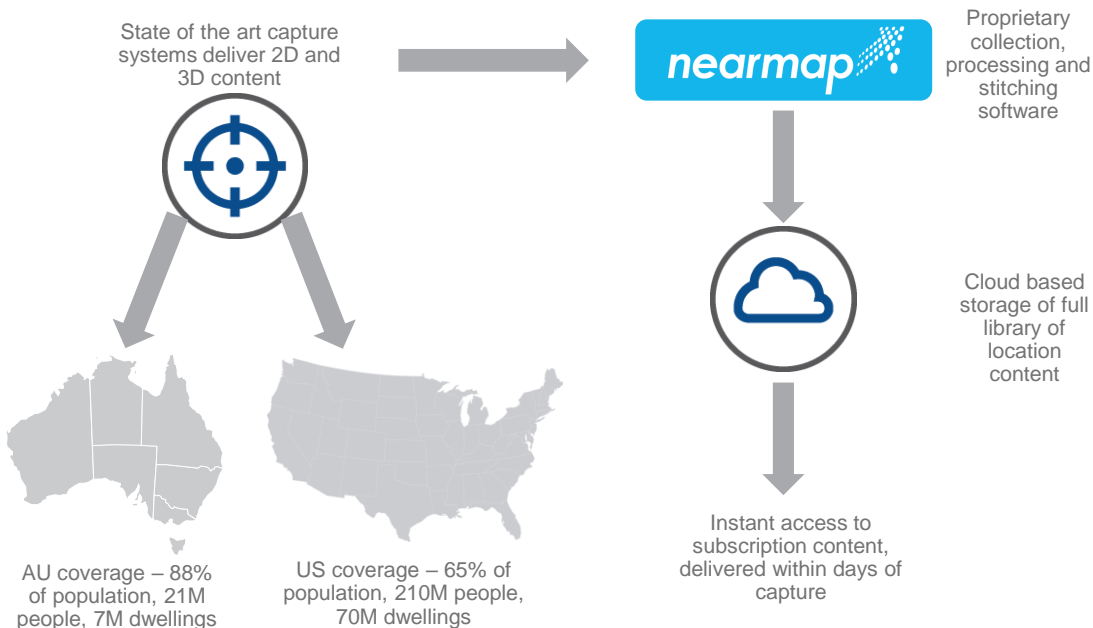 State of the art capture
systems deliver 2D and
3D content
nearmap
Proprietary
collection,
processing and
stitching
software
Cloud based
storage of full
library of
location
content
Instant access to
subscription content,
delivered within days of
capture
AU coverage – 88%
of population, 21M
people, 7M dwellings
US coverage – 65% of
population, 210M people,
70M dwellings